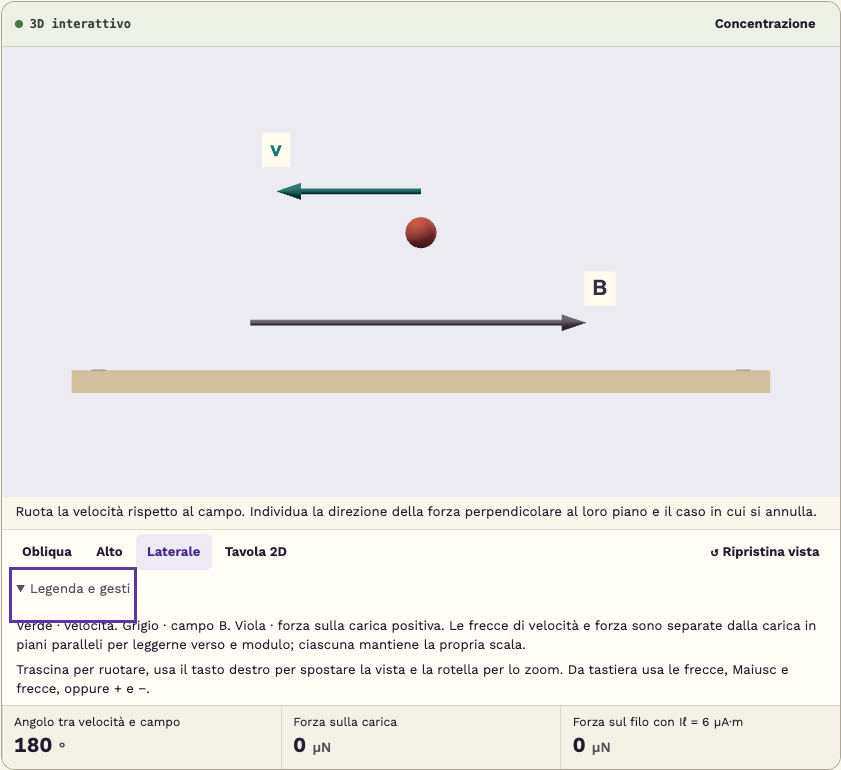 3D interattivo
Concentrazione
v
B
Ruota la velocità rispetto al campo. Individua la direzione della forza perpendicolare al loro piano e il caso in cui si annulla.
Obliqua Alto Laterale Tavola 2D ↺ Ripristina vista
▼ Legenda e gesti
Verde · velocità. Grigio · campo B. Viola · forza sulla carica positiva. Le frecce di velocità e forza sono separate dalla carica in
piani paralleli per leggerne verso e modulo; ciascuna mantiene la propria scala.
Trascina per ruotare, usa il tasto destro per spostare la vista e la rotella per lo zoom. Da tastiera usa le frecce, Maiusc e
frecce, oppure + e −.
Angolo tra velocità e campo
180 °
Forza sulla carica
0 μN
Forza sul filo con Iℓ = 6 μA·m
0 μN